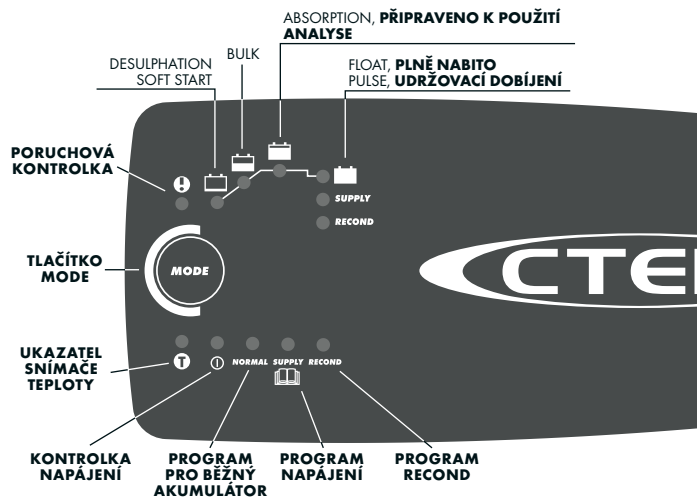 ABSORPTION, PŘIPRAVENO K POUŽITÍ
ANALYSE
DESULPHATION
SOFT START
BULK
FLOAT, PLNĚ NABITO
PULSE, UDRŽOVACÍ DOBÍJENÍ
PORUCHOVÁ
KONTROLKA
SUPPLY
RECOND
TLAČÍTKO
MODE
MODE
CTE
UKAZATEL
SNÍMAČE
TEPLOTY
T
NORMAL SUPPLY RECOND
KONTROLKA
NAPÁJENÍ
PROGRAM
PRO BĚŽNÝ
AKUMULÁTOR
PROGRAM
NAPÁJENÍ
PROGRAM
RECOND